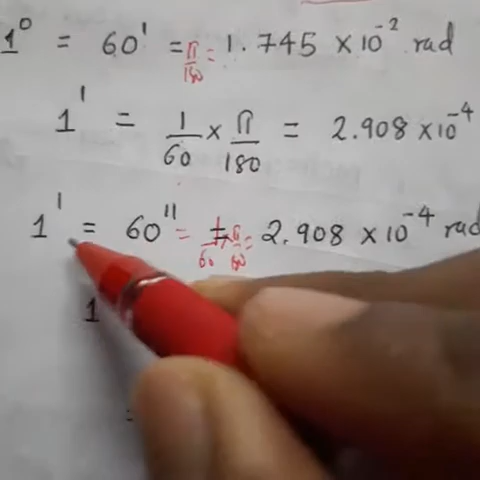 1° = 60' = π/180 = 1.745 × 10⁻² rad
1' = 1/60 × π/180 = 2.908 × 10⁻⁴
1' = 60'' = 1/60 × π/180 = 2.908 × 10⁻⁴ rad
1